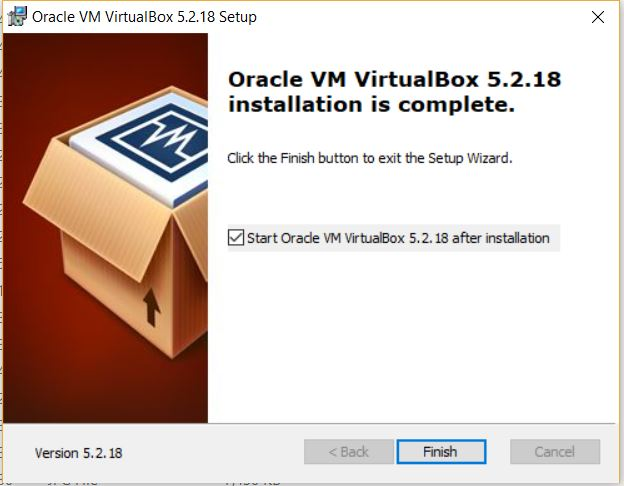 Oracle VM VirtualBox 5.2.18 Setup
Oracle VM VirtualBox 5.2.18
installation is complete.
Click the Finish button to exit the Setup Wizard.
Start Oracle VM VirtualBox 5.2.18 after installation
Version 5.2.18
< Back
Finish
Cancel